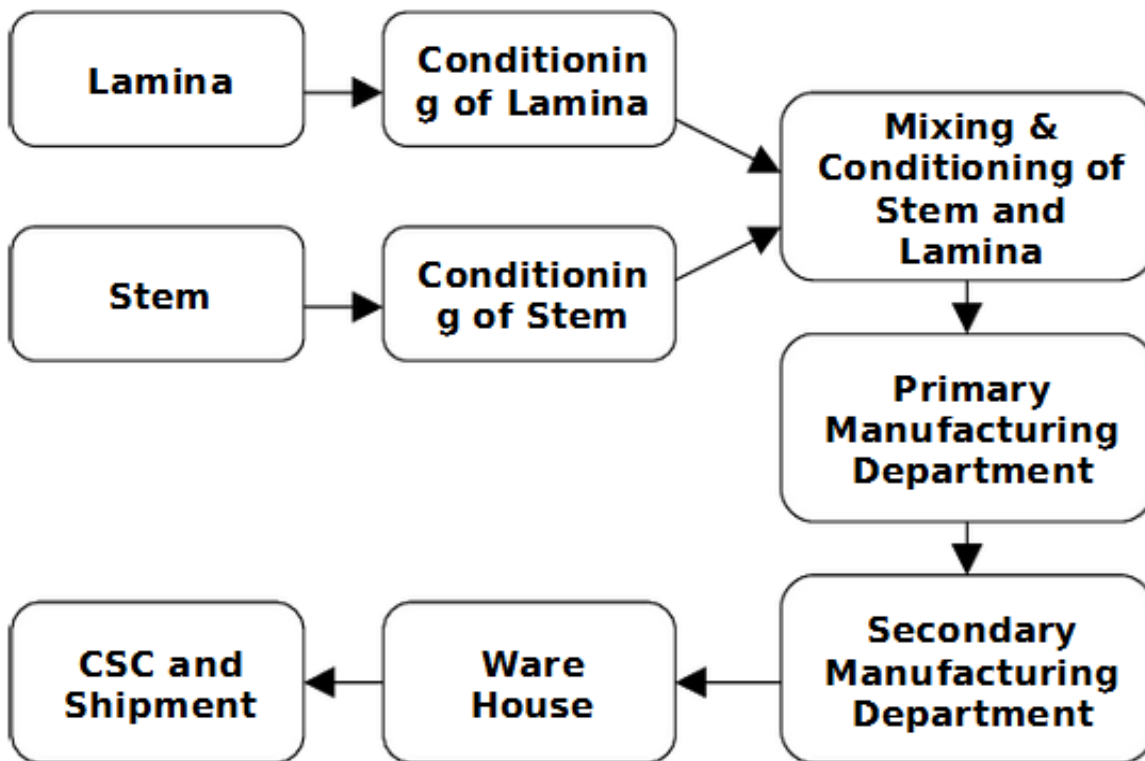 Lamina
Conditionin
g of Lamina
Mixing &
Conditioning of
Stem and
Lamina
Stem
Conditionin
g of Stem
Primary
Manufacturing
Department
Secondary
Manufacturing
Department
Ware
House
CSC and
Shipment